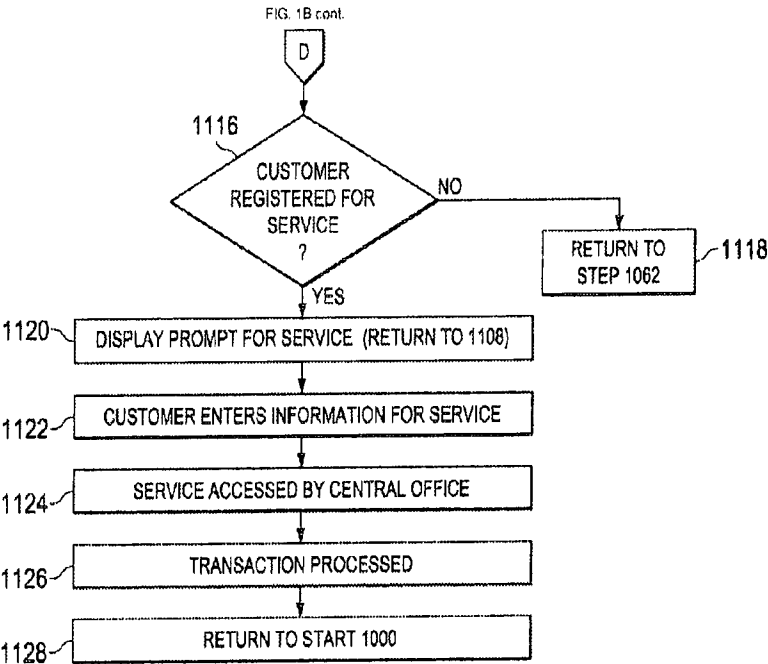 FIG. 1B cont.
D
1116
CUSTOMER
REGISTERED FOR
SERVICE
?
NO
RETURN TO
STEP 1062
1118
YES
1120
DISPLAY PROMPT FOR SERVICE (RETURN TO 1108)
1122
CUSTOMER ENTERS INFORMATION FOR SERVICE
1124
SERVICE ACCESSED BY CENTRAL OFFICE
1126
TRANSACTION PROCESSED
1128
RETURN TO START 1000